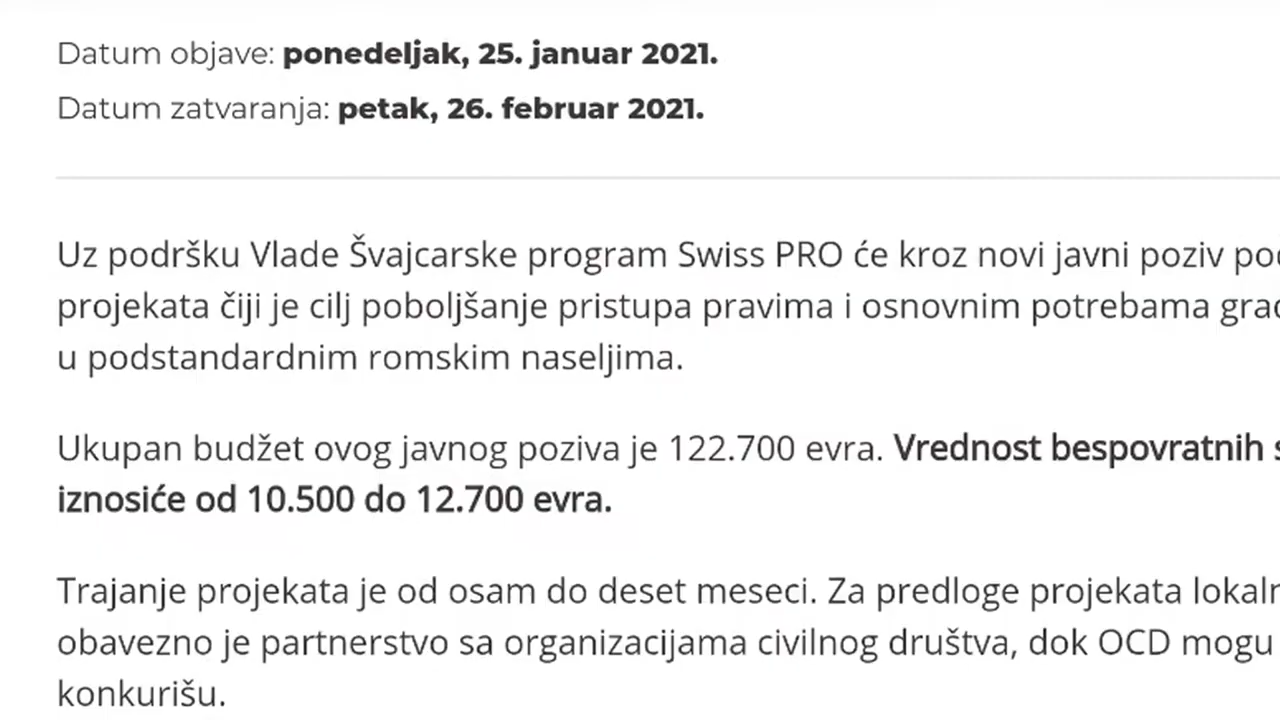 Datum objave: ponedeljak, 25. januar 2021.
Datum zatvaranja: petak, 26. februar 2021.
Uz podršku Vlade Švajcarske program Swiss PRO će kroz novi javni poziv
projekata čiji je cilj poboljšanje pristupa pravima i osnovnim potrebama
u podstandardnim romskim naseljima.
Ukupan budžet ovog javnog poziva je 122.700 evra. Vrednost bespovratnih
iznosiće od 10.500 do 12.700 evra.
Trajanje projekata je od osam do deset meseci. Za predloge projekata
obavezno je partnerstvo sa organizacijama civilnog društva, dok OCD mogu
konkurišu.